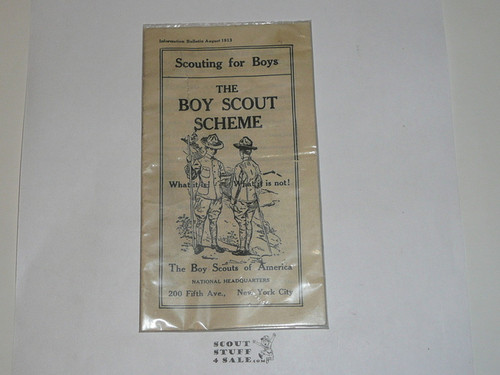 Information Bulletin August 1913
Scouting for Boys
THE
BOY SCOUT
SCHEME
What it is! What it is not!
The Boy Scouts of America
NATIONAL HEADQUARTERS
200 Fifth Ave., New York City
SCOUT
STUFF
4 SALE.com